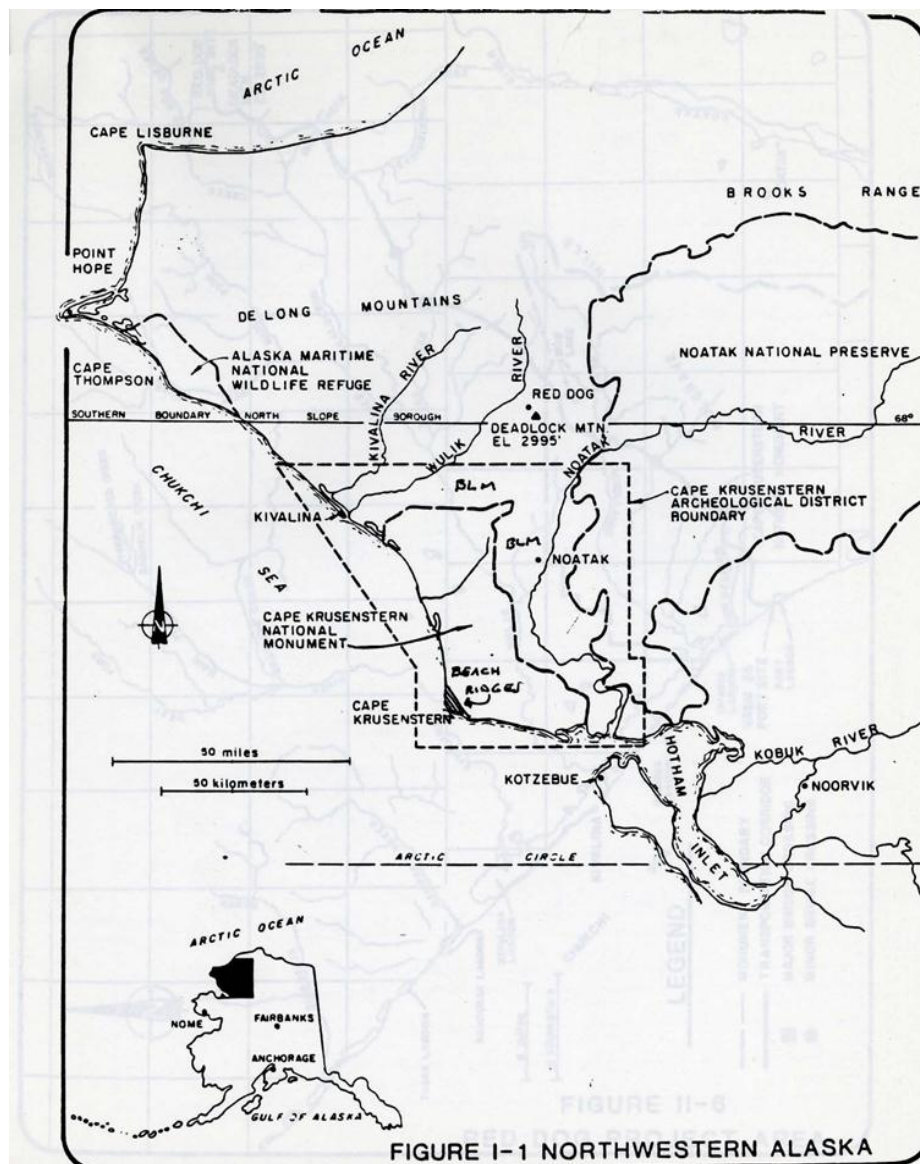 ARCTIC OCEAN
CAPE LISBURNE
BROOKS RANGE
POINT
HOPE
DE LONG MOUNTAINS
ALASKA MARITIME
NATIONAL
WILDLIFE REFUGE
CAPE
THOMPSON
KIVALINA RIVER
WULIK RIVER
RED DOG
DEADLOCK MTN.
EL 2995'
NOATAK NATIONAL PRESERVE
SOUTHERN BOUNDARY NORTH SLOPE BOROUGH
68°
NOATAK RIVER
CHUKCHI SEA
BLM
KIVALINA
BLM
NOATAK
CAPE KRUSENSTERN
ARCHEOLOGICAL DISTRICT
BOUNDARY
CAPE KRUSENSTERN
NATIONAL
MONUMENT
BEACH
RIDGES
CAPE
KRUSENSTERN
50 miles
50 kilometers
KOTZEBUE
HOTHAM INLET
KOBUK RIVER
NOORVIK
ARCTIC CIRCLE
ARCTIC OCEAN
NOME
FAIRBANKS
ANCHORAGE
GULF OF ALASKA
FIGURE I-1 NORTHWESTERN ALASKA